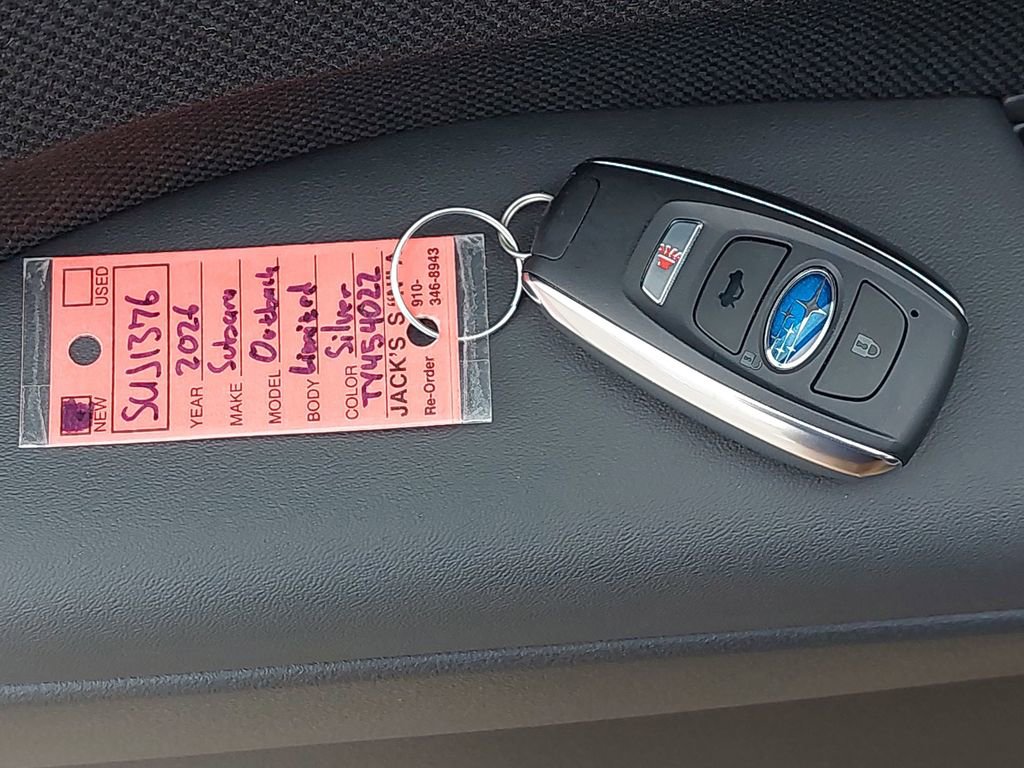 NEW USED
SUJ1376
YEAR 2026
MAKE Subaru
MODEL Outback
BODY Limited
COLOR Silver
TY454022
JACK'S
Re-Order 910-
346-8943